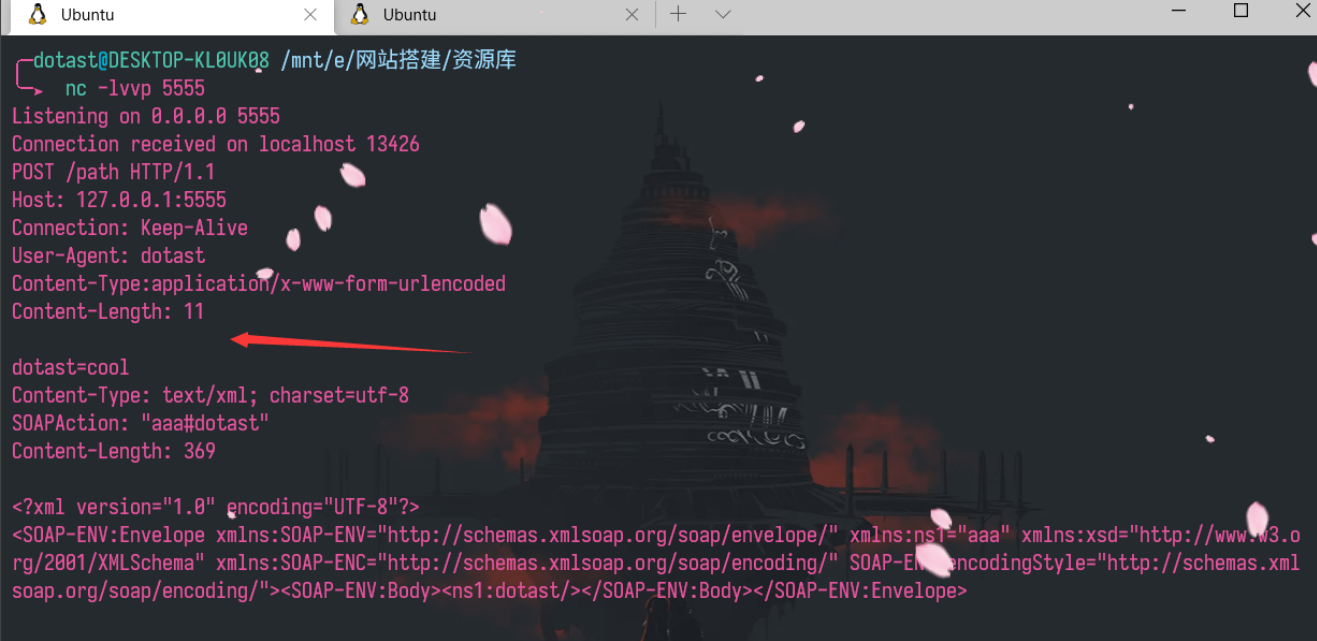 Ubuntu
Ubuntu
dotast@DESKTOP-KL0UK08 /mnt/e/网站搭建/资源库
nc -lvvp 5555
Listening on 0.0.0.0 5555
Connection received on localhost 13426
POST /path HTTP/1.1
Host: 127.0.0.1:5555
Connection: Keep-Alive
User-Agent: dotast
Content-Type:application/x-www-form-urlencoded
Content-Length: 11
dotast=cool
Content-Type: text/xml; charset=utf-8
SOAPAction: "aaa#dotast"
Content-Length: 369
<?xml version="1.0" encoding="UTF-8"?>
<SOAP-ENV:Envelope xmlns:SOAP-ENV="http://schemas.xmlsoap.org/soap/envelope/" xmlns:ns1="aaa" xmlns:xsd="http://www.w3.o
rg/2001/XMLSchema" xmlns:SOAP-ENC="http://schemas.xmlsoap.org/soap/encoding/" SOAP-ENV:encodingStyle="http://schemas.xml
soap.org/soap/encoding/"><SOAP-ENV:Body><ns1:dotast/></SOAP-ENV:Body></SOAP-ENV:Envelope>